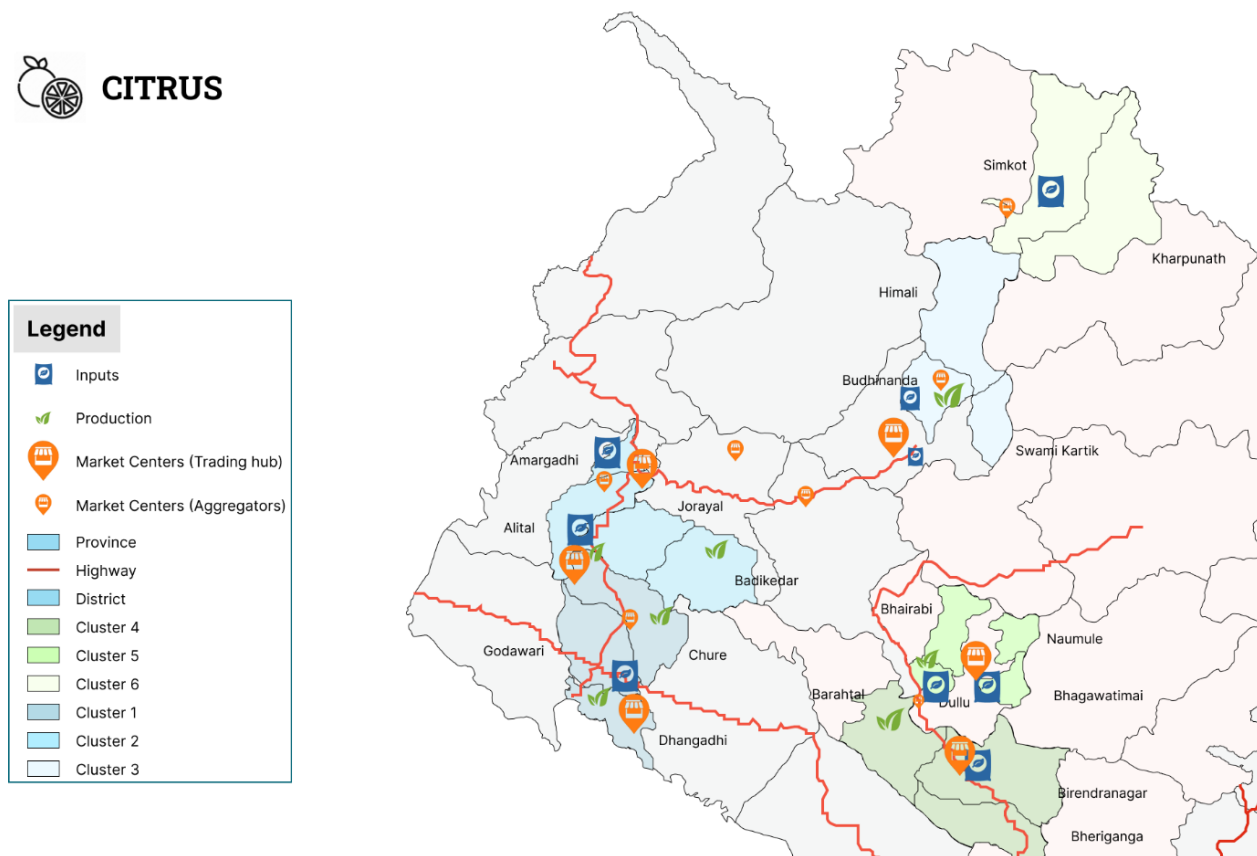 CITRUS
Simkot
Kharpunath
Himali
Legend
Inputs
Budhinanda
Production
Swami Kartik
Amargadhi
Market Centers (Trading hub)
Jorayal
Market Centers (Aggregators)
Alital
Province
Highway
Badikedar
District
Bhairabi
Cluster 4
Naumule
Cluster 5
Godawari
Chure
Cluster 6
Barahtal
Bhagawatimai
Dullu
Cluster 1
Cluster 2
Dhangadhi
Cluster 3
Birendranagar
Bheriganga